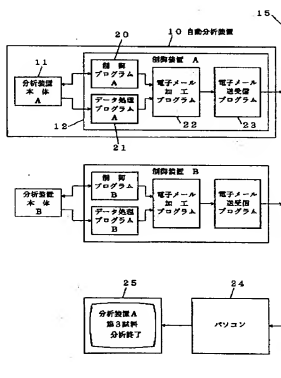 15
10 自動分析装置
20
制御装置 A
11
制 御
プログラム
A
分析装置
本 体
A
電子メール
加 工
プログラム
電子メール
送受信
プログラム
データ処理
プログラム
A
12
21
22
23
制御装置 B
制 御
プログラム
B
分析装置
本 体
B
電子メール
加 工
プログラム
電子メール
送受信
プログラム
データ処理
プログラム
B
25
24
分析装置A
第3試料
分析終了
パソコン